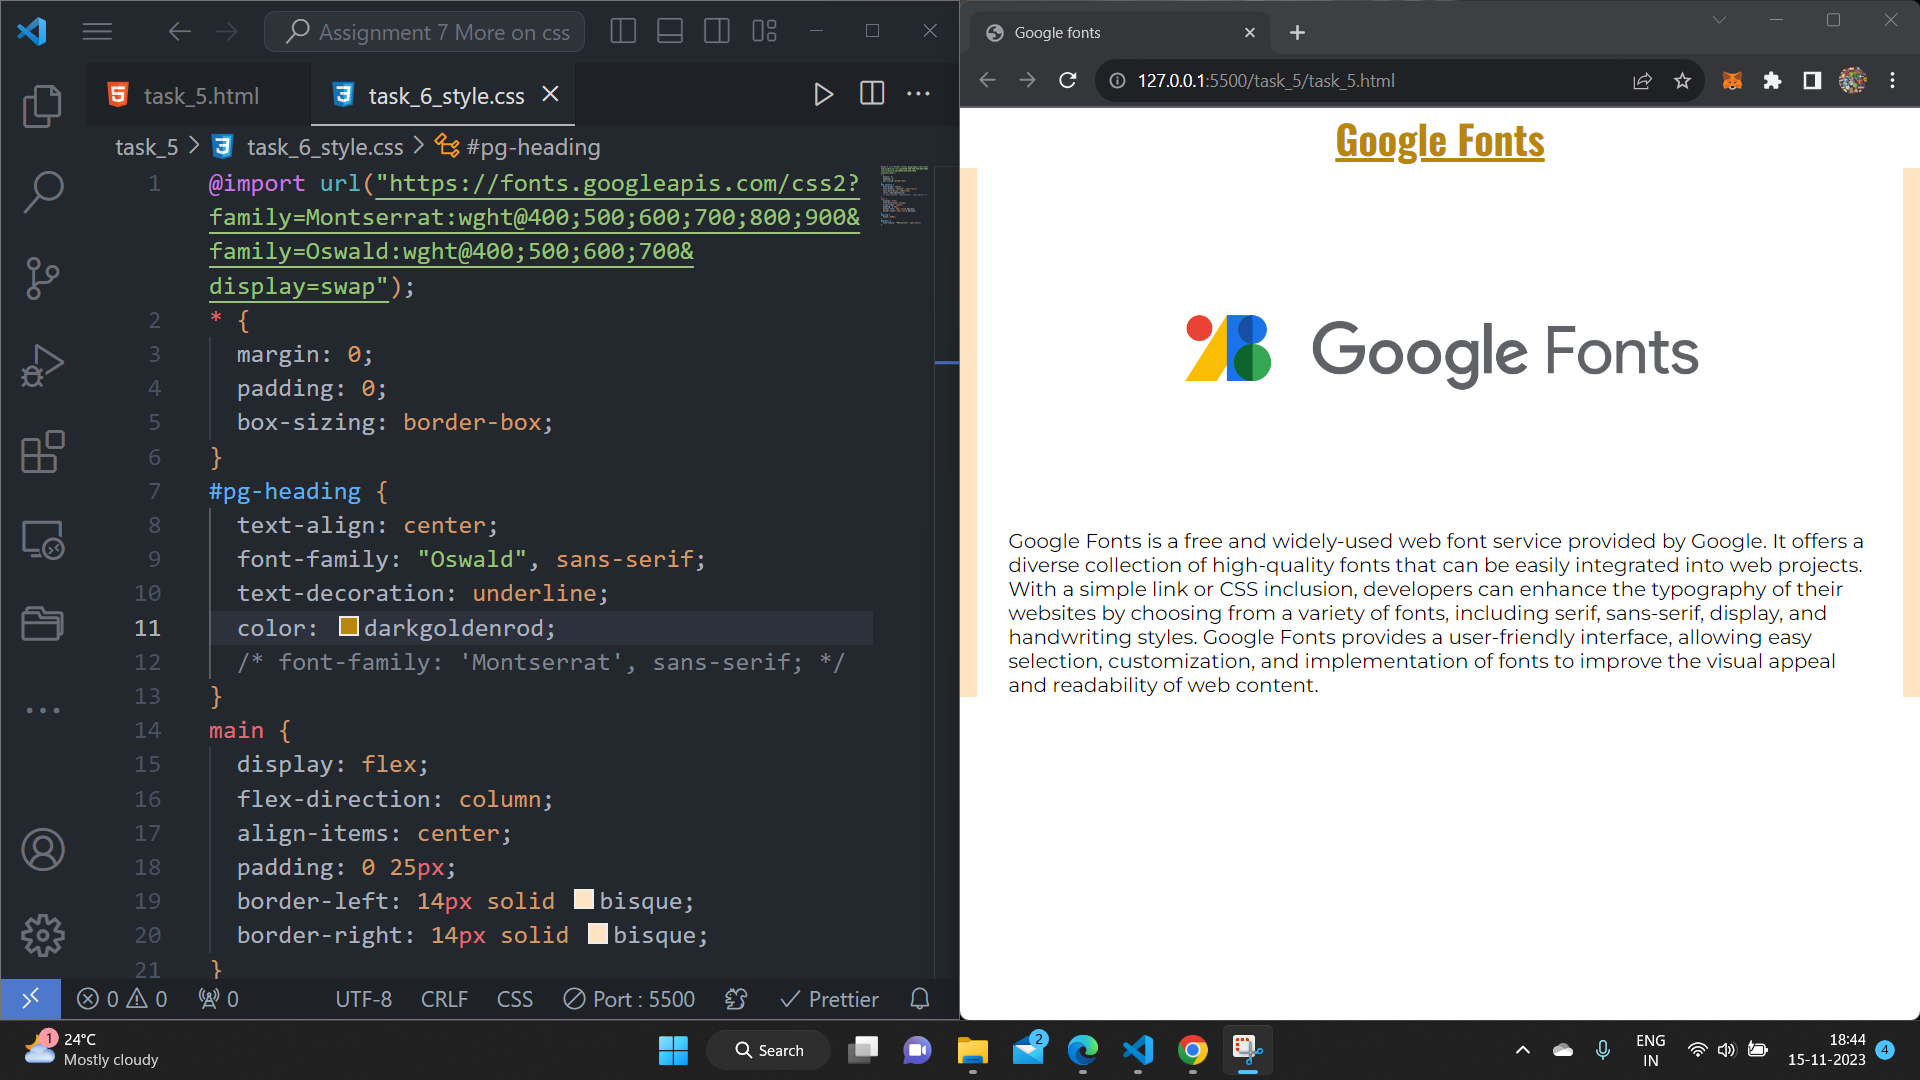 Assignment 7 More on css
task_5.html
task_6_style.css
task_5 > task_6_style.css > #pg-heading
1 @import url("https://fonts.googleapis.com/css2?
family=Montserrat:wght@400;500;600;700;800;900&
family=Oswald:wght@400;500;600;700&
display=swap");
2 * {
3 margin: 0;
4 padding: 0;
5 box-sizing: border-box;
6 }
7 #pg-heading {
8 text-align: center;
9 font-family: "Oswald", sans-serif;
10 text-decoration: underline;
11 color: darkgoldenrod;
12 /* font-family: 'Montserrat', sans-serif; */
13 }
14 main {
15 display: flex;
16 flex-direction: column;
17 align-items: center;
18 padding: 0 25px;
19 border-left: 14px solid bisque;
20 border-right: 14px solid bisque;
21 }
0 0 0 UTF-8 CRLF CSS Port : 5500 Prettier
Google fonts
127.0.0.1:5500/task_5/task_5.html
Google Fonts
Google Fonts
Google Fonts is a free and widely-used web font service provided by Google. It offers a
diverse collection of high-quality fonts that can be easily integrated into web projects.
With a simple link or CSS inclusion, developers can enhance the typography of their
websites by choosing from a variety of fonts, including serif, sans-serif, display, and
handwriting styles. Google Fonts provides a user-friendly interface, allowing easy
selection, customization, and implementation of fonts to improve the visual appeal
and readability of web content.
1
24°C
Mostly cloudy
Search
2
ENG
IN
18:44
15-11-2023
4